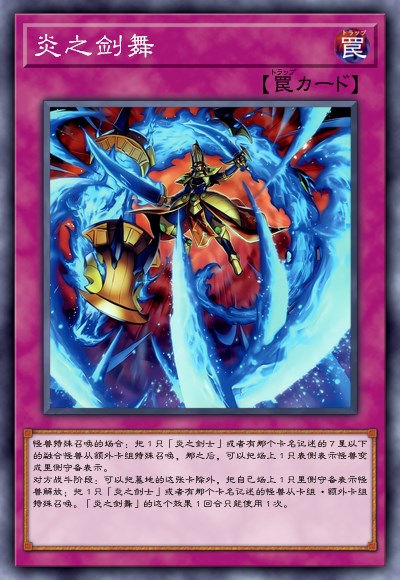 炎之剑舞
トラップ
罠
トラップ
【罠カード】
怪兽特殊召唤的场合：把1只「炎之剑士」或者有那个卡名记述的7星以下
的融合怪兽从额外卡组特殊召唤。那之后，可以把场上1只表侧表示怪兽变
成里侧守备表示。
对方战斗阶段：可以把墓地的这张卡除外，把自己场上1只里侧守备表示怪
兽解放；把1只「炎之剑士」或者有那个卡名记述的怪兽从卡组·额外卡组
特殊召唤。「炎之剑舞」的这个效果1回合只能使用1次。